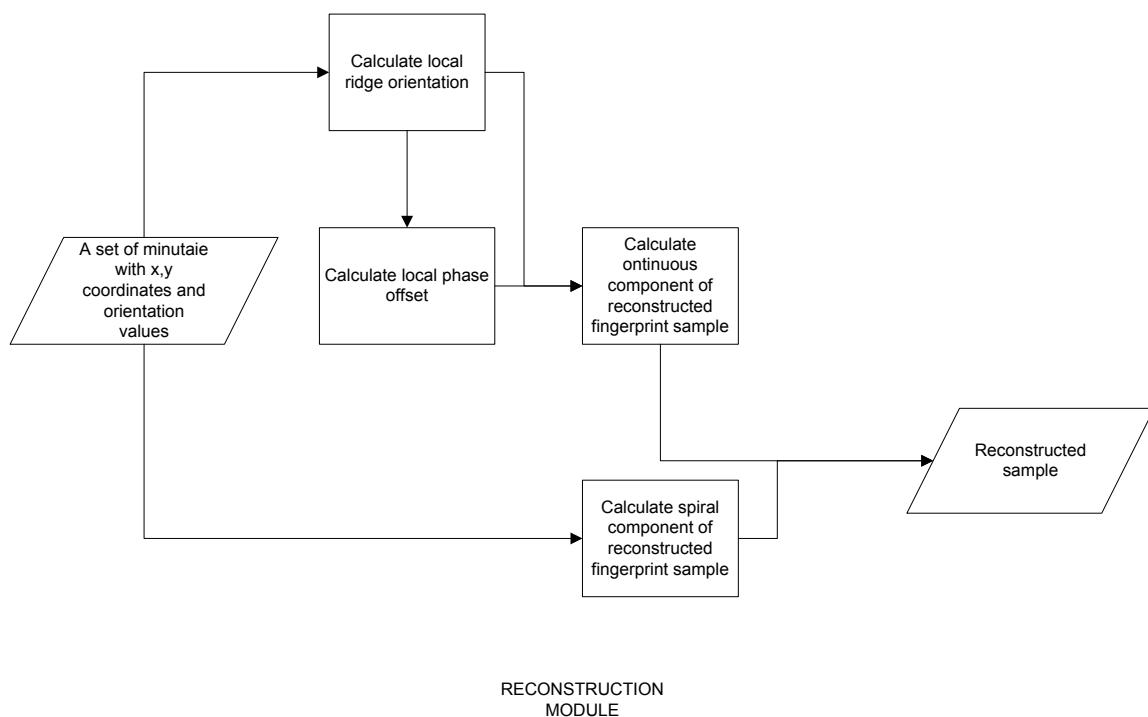 Calculate local
ridge orientation
A set of minutaie
with x,y
coordinates and
orientation
values
Calculate local phase
offset
Calculate
ontinuous
component of
reconstructed
fingerprint sample
Reconstructed
sample
Calculate spiral
component of
reconstructed
fingerprint sample
RECONSTRUCTION
MODULE